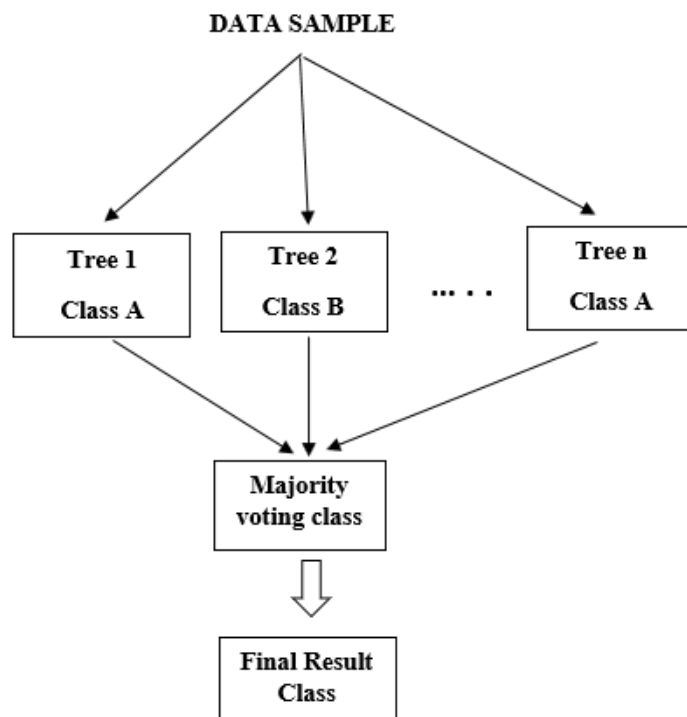 DATA SAMPLE
Tree 1
Class A
Tree 2
Class B
... . .
Tree n
Class A
Majority
voting class
Final Result
Class